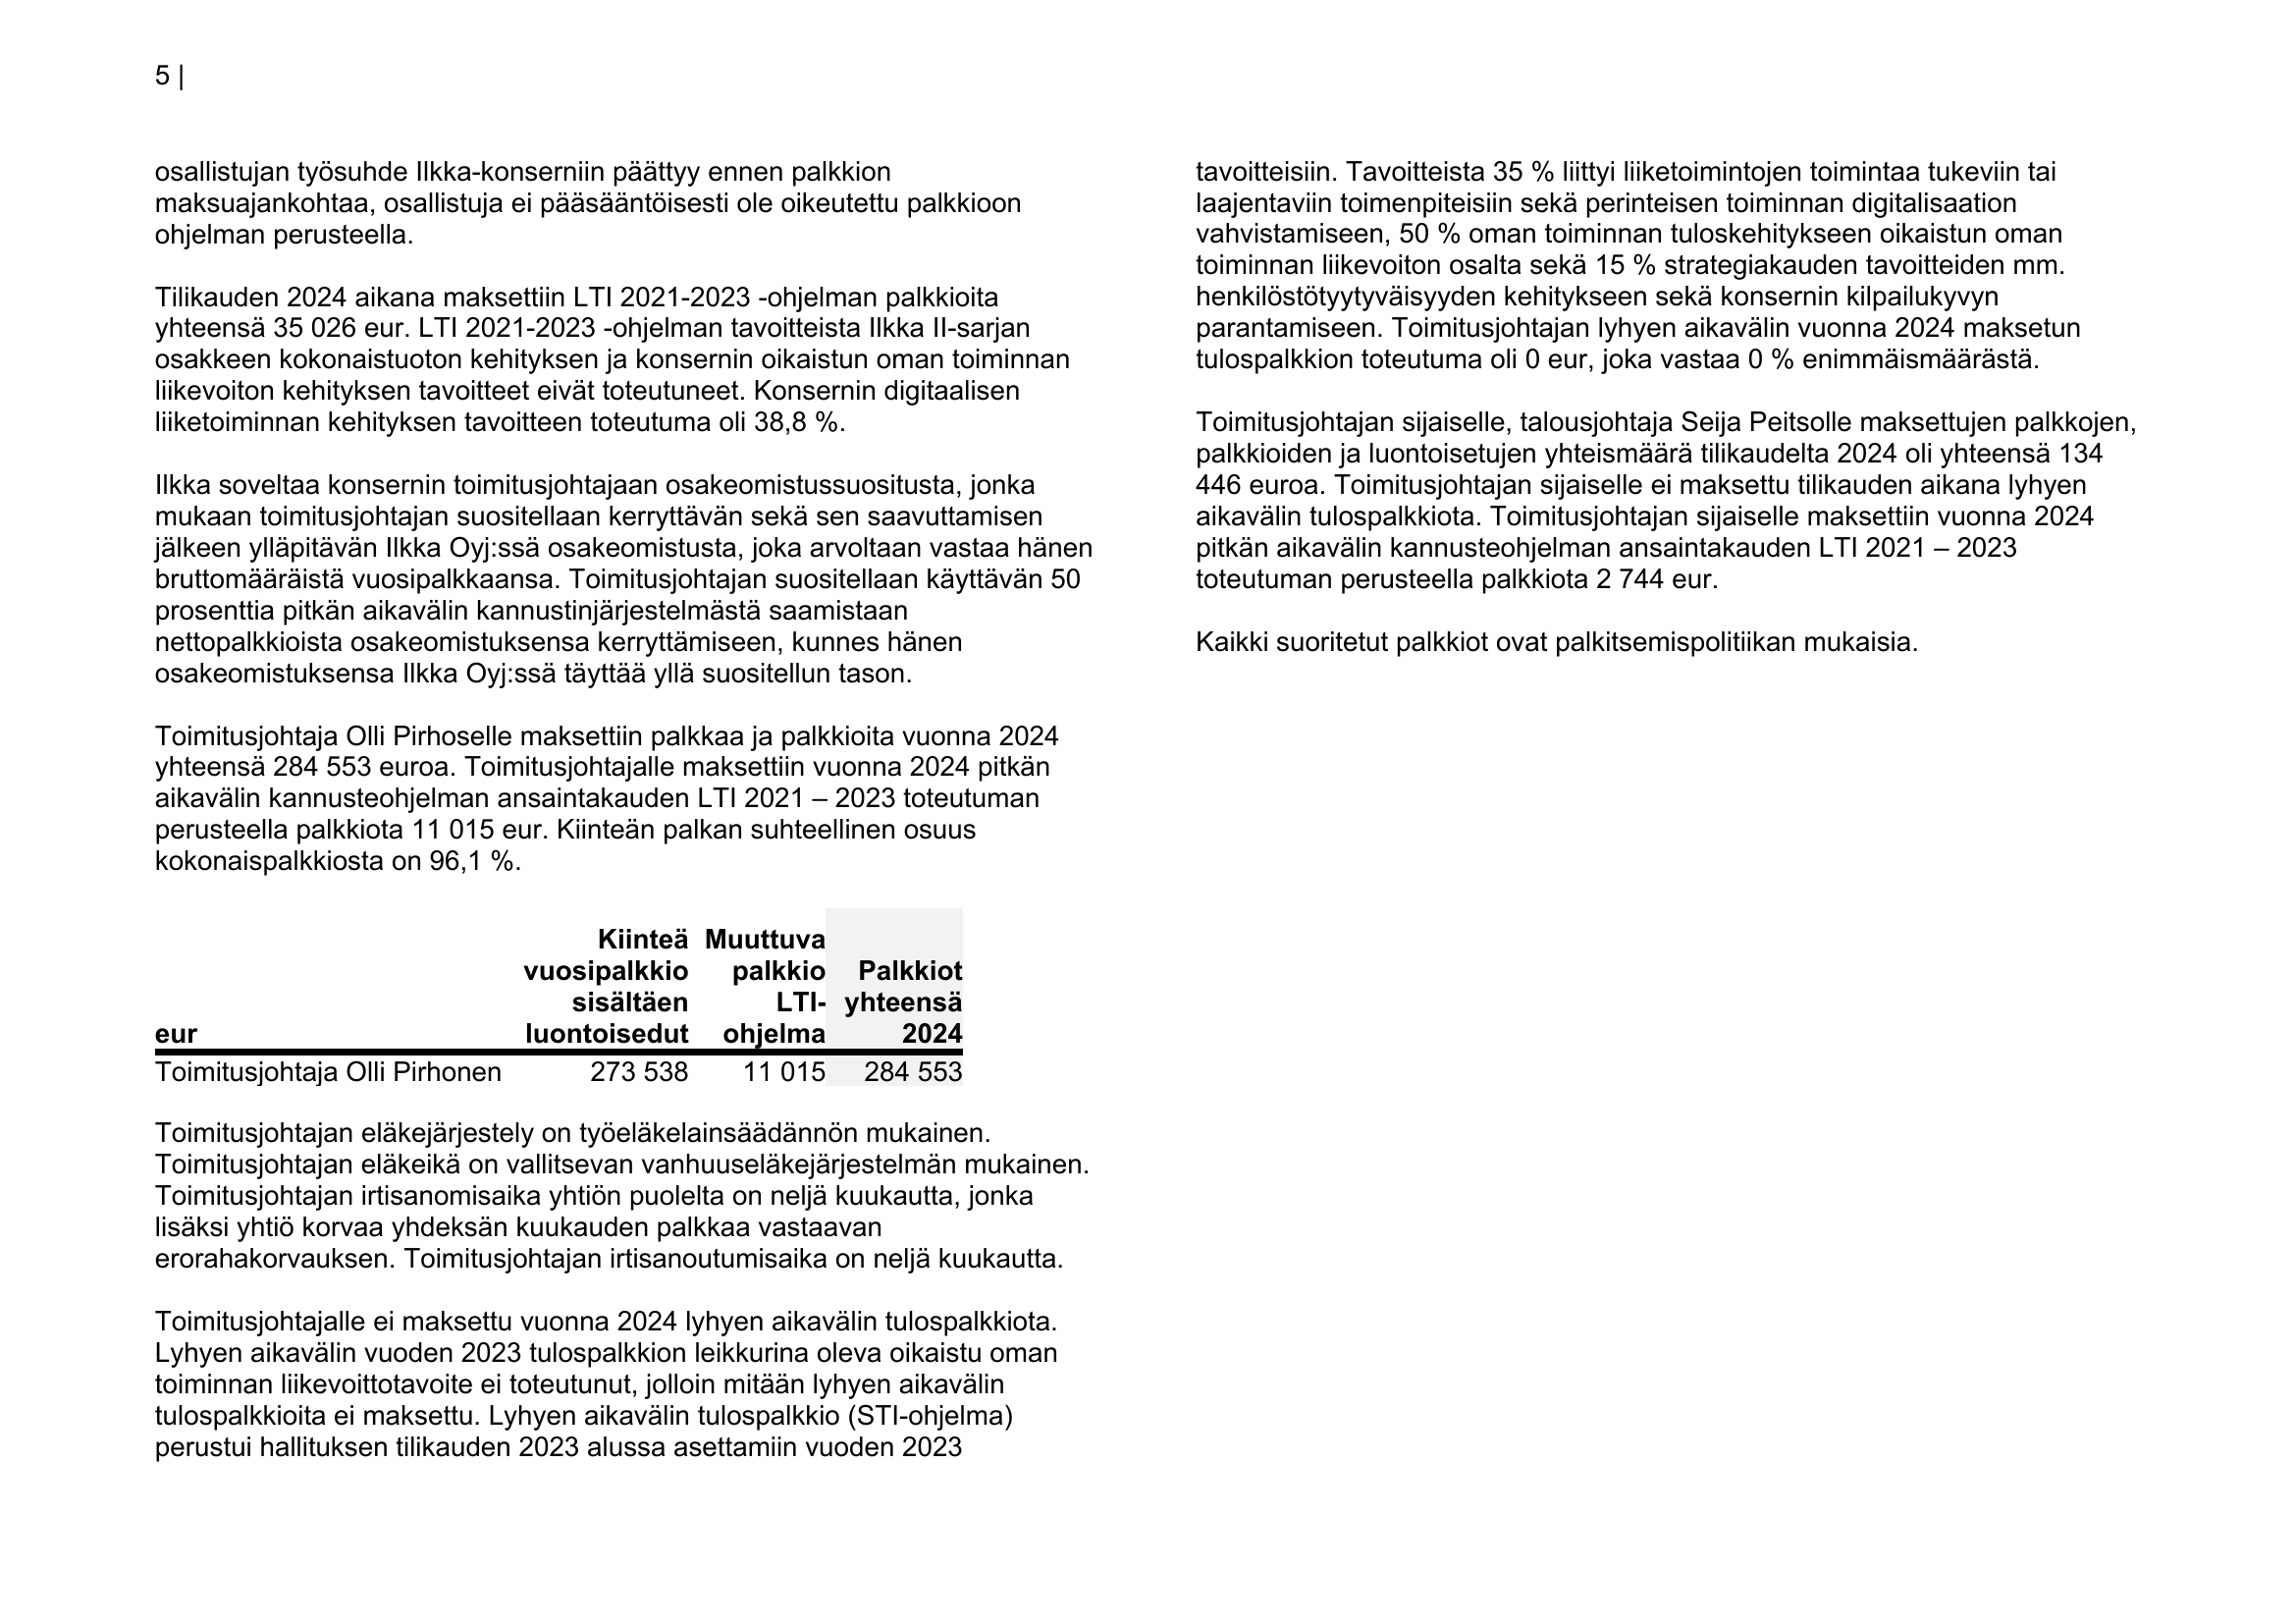 5 |
osallistujan työsuhde Ilkka-konserniin päättyy ennen palkkion
maksuajankohtaa, osallistuja ei pääsääntöisesti ole oikeutettu palkkioon
ohjelman perusteella.
Tilikauden 2024 aikana maksettiin LTI 2021-2023 -ohjelman palkkioita
yhteensä 35 026 eur. LTI 2021-2023 -ohjelman tavoitteista Ilkka II-sarjan
osakkeen kokonaistuoton kehityksen ja konsernin oikaistun oman toiminnan
liikevoiton kehityksen tavoitteet eivät toteutuneet. Konsernin digitaalisen
liiketoiminnan kehityksen tavoitteen toteutuma oli 38,8 %.
Ilkka soveltaa konsernin toimitusjohtajaan osakeomistussuositusta, jonka
mukaan toimitusjohtajan suositellaan kerryttävän sekä sen saavuttamisen
jälkeen ylläpitävän Ilkka Oyj:ssä osakeomistusta, joka arvoltaan vastaa hänen
bruttomääräistä vuosipalkkaansa. Toimitusjohtajan suositellaan käyttävän 50
prosenttia pitkän aikavälin kannustinjärjestelmästä saamistaan
nettopalkkioista osakeomistuksensa kerryttämiseen, kunnes hänen
osakeomistuksensa Ilkka Oyj:ssä täyttää yllä suositellun tason.
Toimitusjohtaja Olli Pirhoselle maksettiin palkkaa ja palkkioita vuonna 2024
yhteensä 284 553 euroa. Toimitusjohtajalle maksettiin vuonna 2024 pitkän
aikavälin kannusteohjelman ansaintakauden LTI 2021 – 2023 toteutuman
perusteella palkkiota 11 015 eur. Kiinteän palkan suhteellinen osuus
kokonaispalkkiosta on 96,1 %.
Kiinteä Muuttuva
vuosipalkkio palkkio Palkkiot
sisältäen LTI- yhteensä
eur luontoisedut ohjelma 2024
Toimitusjohtaja Olli Pirhonen 273 538 11 015 284 553
Toimitusjohtajan eläkejärjestely on työeläkelainsäädännön mukainen.
Toimitusjohtajan eläkeikä on vallitsevan vanhuuseläkejärjestelmän mukainen.
Toimitusjohtajan irtisanomisaika yhtiön puolelta on neljä kuukautta, jonka
lisäksi yhtiö korvaa yhdeksän kuukauden palkkaa vastaavan
erorahakorvauksen. Toimitusjohtajan irtisanoutumisaika on neljä kuukautta.
Toimitusjohtajalle ei maksettu vuonna 2024 lyhyen aikavälin tulospalkkiota.
Lyhyen aikavälin vuoden 2023 tulospalkkion leikkurina oleva oikaistu oman
toiminnan liikevoittotavoite ei toteutunut, jolloin mitään lyhyen aikavälin
tulospalkkioita ei maksettu. Lyhyen aikavälin tulospalkkio (STI-ohjelma)
perustui hallituksen tilikauden 2023 alussa asettamiin vuoden 2023
tavoitteisiin. Tavoitteista 35 % liittyi liiketoimintojen toimintaa tukeviin tai
laajentaviin toimenpiteisiin sekä perinteisen toiminnan digitalisaation
vahvistamiseen, 50 % oman toiminnan tuloskehitykseen oikaistun oman
toiminnan liikevoiton osalta sekä 15 % strategiakauden tavoitteiden mm.
henkilöstötyytyväisyyden kehitykseen sekä konsernin kilpailukyvyn
parantamiseen. Toimitusjohtajan lyhyen aikavälin vuonna 2024 maksetun
tulospalkkion toteutuma oli 0 eur, joka vastaa 0 % enimmäismäärästä.
Toimitusjohtajan sijaiselle, talousjohtaja Seija Peitsolle maksettujen palkkojen,
palkkioiden ja luontoisetujen yhteismäärä tilikaudelta 2024 oli yhteensä 134
446 euroa. Toimitusjohtajan sijaiselle ei maksettu tilikauden aikana lyhyen
aikavälin tulospalkkiota. Toimitusjohtajan sijaiselle maksettiin vuonna 2024
pitkän aikavälin kannusteohjelman ansaintakauden LTI 2021 – 2023
toteutuman perusteella palkkiota 2 744 eur.
Kaikki suoritetut palkkiot ovat palkitsemispolitiikan mukaisia.